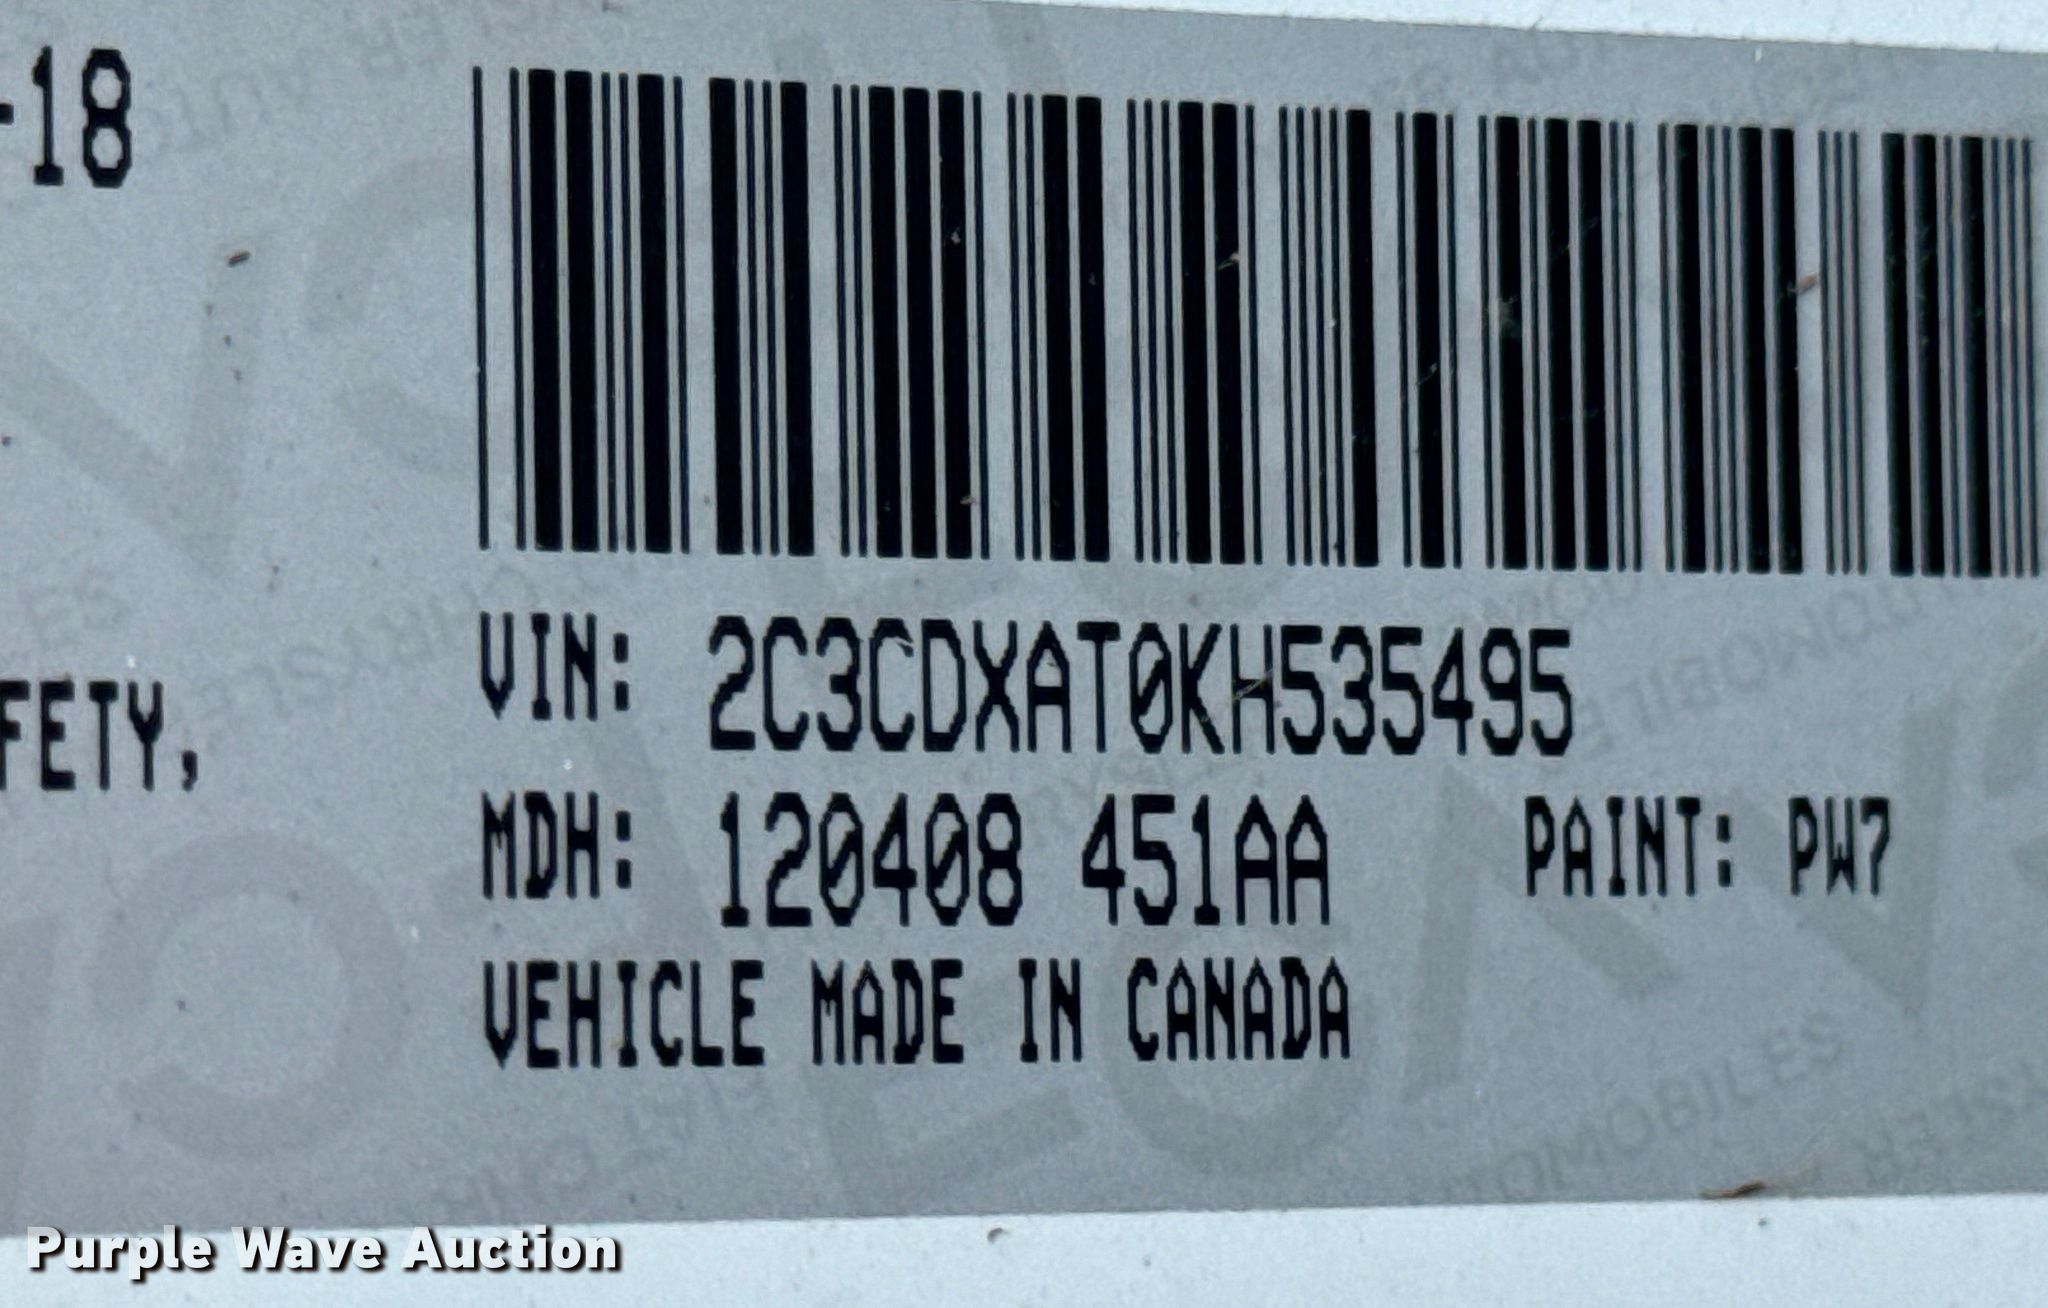 -18
FETY,
VIN: 2C3CDXAT0KH535495
MDH: 120408 451AA PAINT: PW7
VEHICLE MADE IN CANADA
Purple Wave Auction